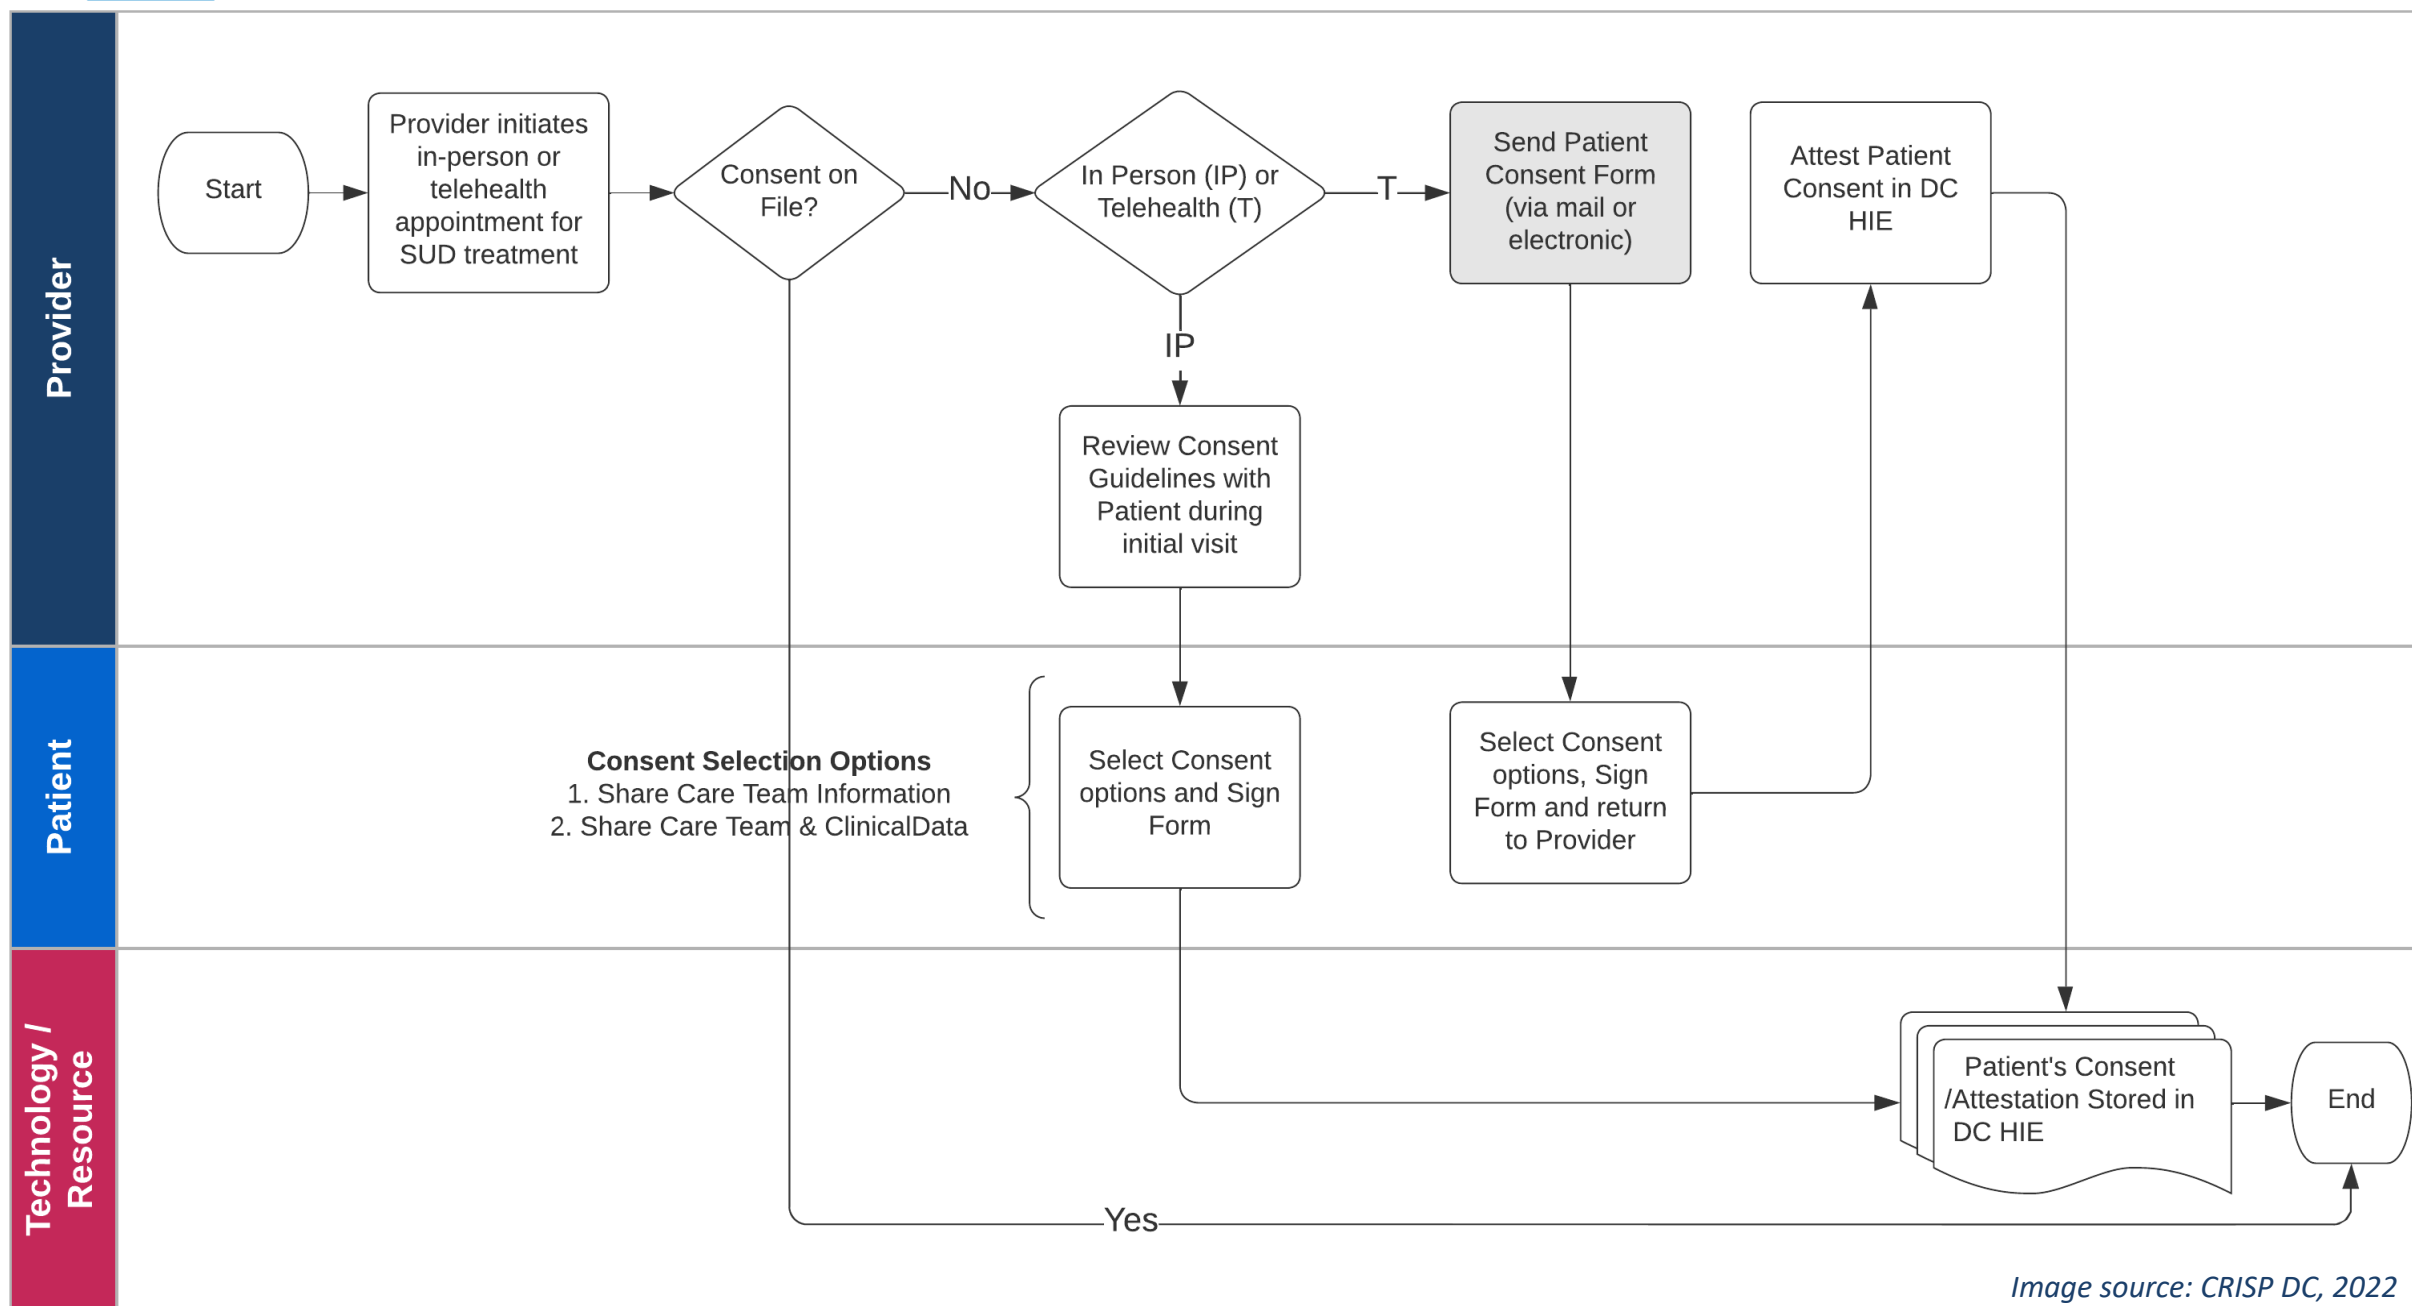 Provider
Start
Provider initiates
in-person or
telehealth
appointment for
SUD treatment
Consent on
File?
No
In Person (IP) or
Telehealth (T)
T
Send Patient
Consent Form
(via mail or
electronic)
Attest Patient
Consent in DC
HIE
IP
Review Consent
Guidelines with
Patient during
initial visit
Patient
Consent Selection Options
1. Share Care Team Information
2. Share Care Team & ClinicalData
Select Consent
options and Sign
Form
Select Consent
options, Sign
Form and return
to Provider
Technology /
Resource
Patient's Consent
/Attestation Stored in
DC HIE
End
Yes
Image source: CRISP DC, 2022